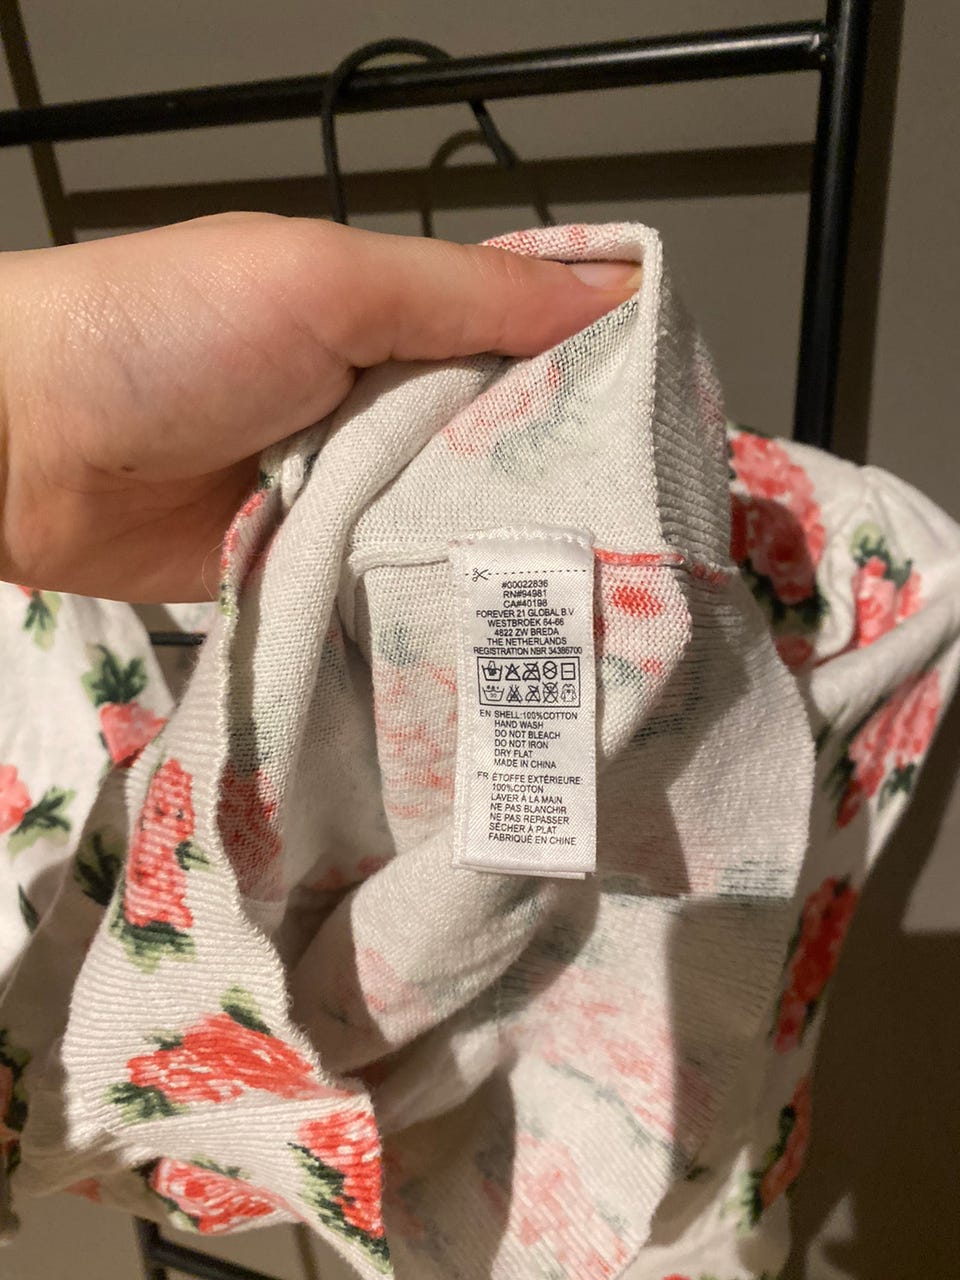 #00022836
RN#94981
CA#40198
FOREVER 21 GLOBAL B.V
WESTBROEK 54-66
4822 ZW BREDA
THE NETHERLANDS
REGISTRATION NBR 34386700
EN SHELL:100%COTTON
HAND WASH
DO NOT BLEACH
DO NOT IRON
DRY FLAT
MADE IN CHINA
FR ÉTOFFE EXTÉRIEURE:
100%COTON
LAVER À LA MAIN
NE PAS BLANCHIR
NE PAS REPASSER
SÉCHER À PLAT
FABRIQUÉ EN CHINE